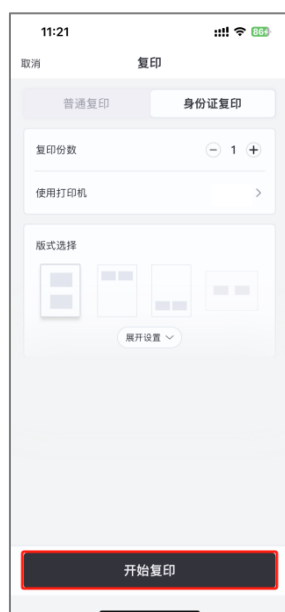 11:21
86
取消
复印
普通复印
身份证复印
复印份数
1
使用打印机
版式选择
展开设置
开始复印